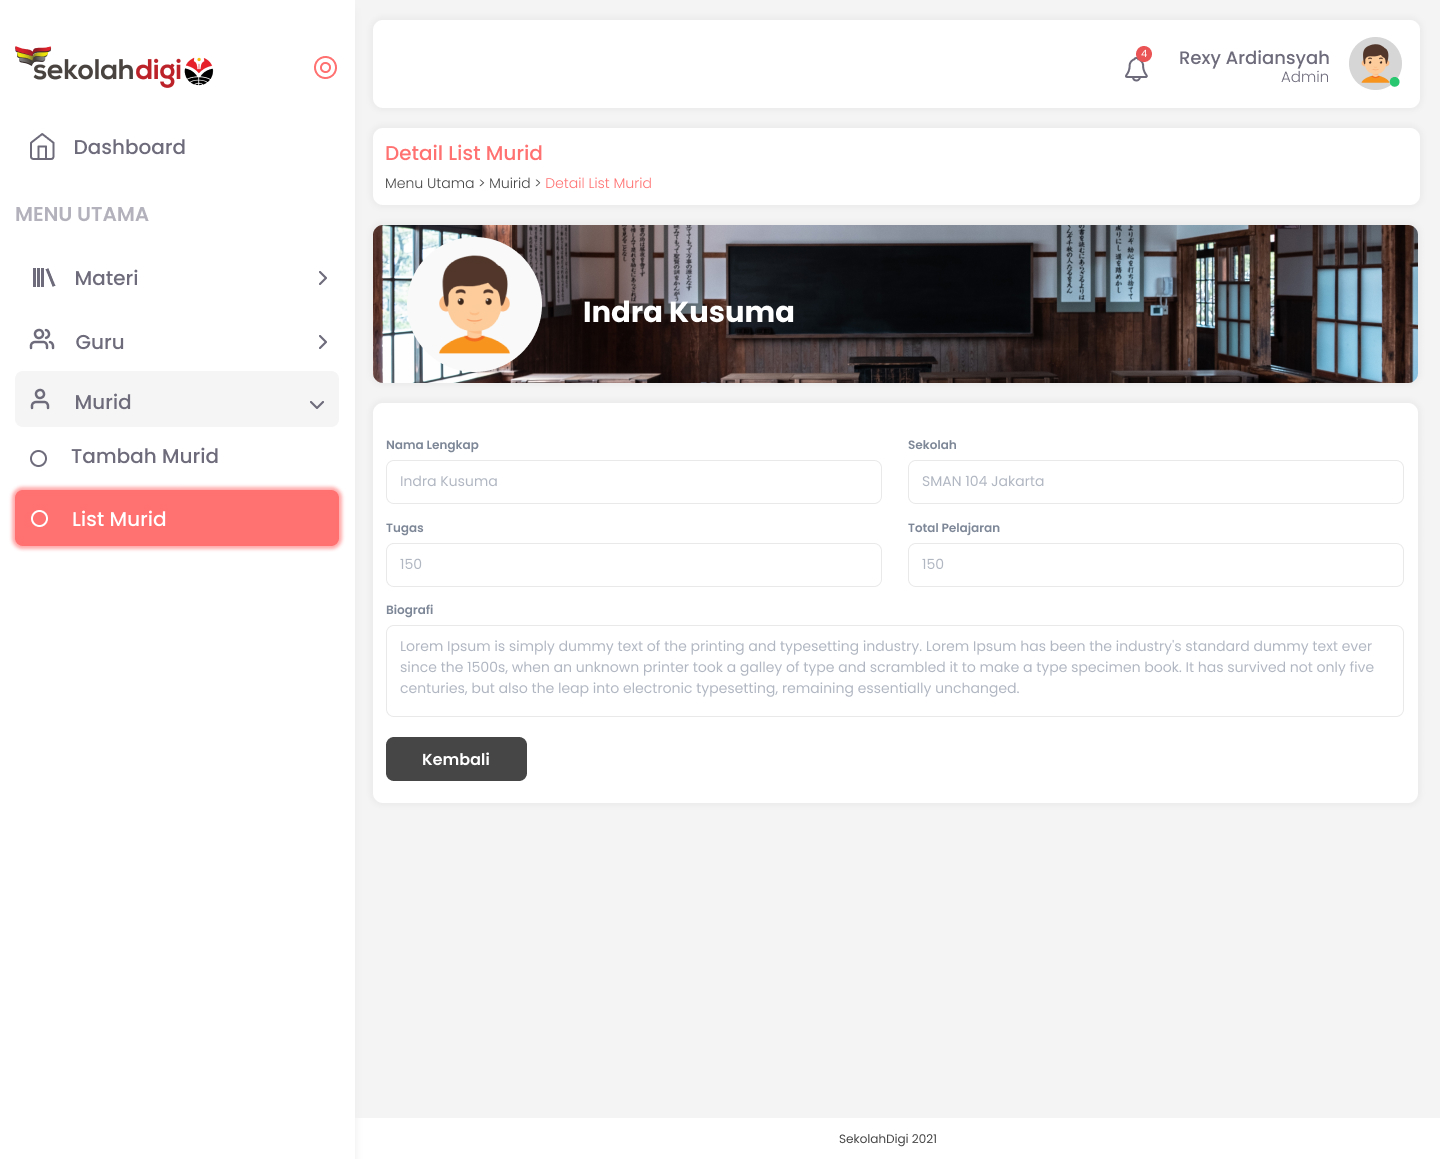 sekolahdigi
Dashboard
MENU UTAMA
Materi
Guru
Murid
Tambah Murid
List Murid
4
Rexy Ardiansyah
Admin
Detail List Murid
Menu Utama > Muirid > Detail List Murid
Indra Kusuma
Nama Lengkap
Indra Kusuma
Sekolah
SMAN 104 Jakarta
Tugas
150
Total Pelajaran
150
Biografi
Lorem Ipsum is simply dummy text of the printing and typesetting industry. Lorem Ipsum has been the industry's standard dummy text ever
since the 1500s, when an unknown printer took a galley of type and scrambled it to make a type specimen book. It has survived not only five
centuries, but also the leap into electronic typesetting, remaining essentially unchanged.
Kembali
SekolahDigi 2021